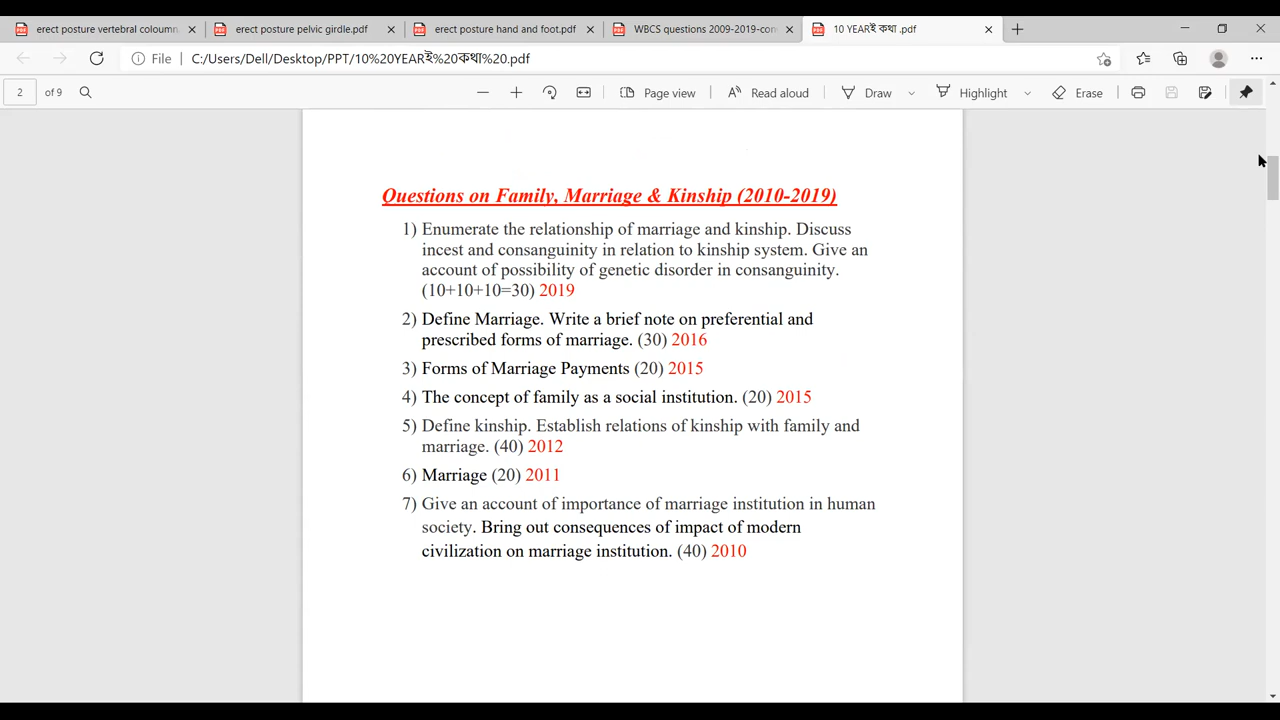 erect posture vertebral coloumn
erect posture pelvic girdle.pdf
erect posture hand and foot.pdf
WBCS questions 2009-2019-con
10 YEARই কথা .pdf
File C:/Users/Dell/Desktop/PPT/10%20YEARই%20কথা%20.pdf
2 of 9 Page view Read aloud Draw Highlight Erase
Questions on Family, Marriage & Kinship (2010-2019)
1) Enumerate the relationship of marriage and kinship. Discuss
incest and consanguinity in relation to kinship system. Give an
account of possibility of genetic disorder in consanguinity.
(10+10+10=30) 2019
2) Define Marriage. Write a brief note on preferential and
prescribed forms of marriage. (30) 2016
3) Forms of Marriage Payments (20) 2015
4) The concept of family as a social institution. (20) 2015
5) Define kinship. Establish relations of kinship with family and
marriage. (40) 2012
6) Marriage (20) 2011
7) Give an account of importance of marriage institution in human
society. Bring out consequences of impact of modern
civilization on marriage institution. (40) 2010